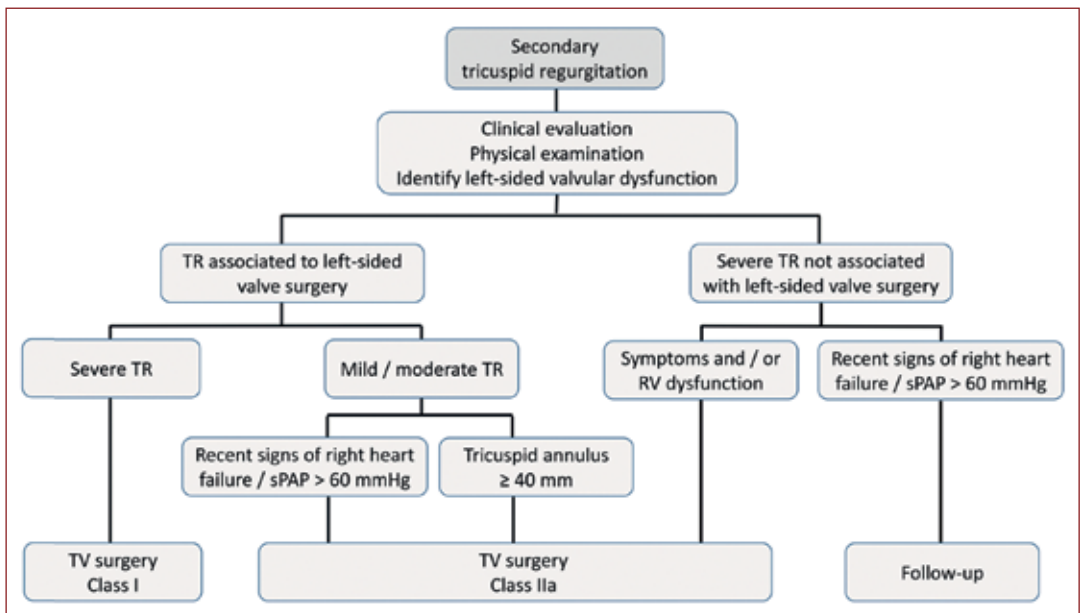 Secondary
tricuspid regurgitation
Clinical evaluation
Physical examination
Identify left-sided valvular dysfunction
TR associated to left-sided
valve surgery
Severe TR not associated
with left-sided valve surgery
Severe TR
Mild / moderate TR
Symptoms and / or
RV dysfunction
Recent signs of right heart
failure / sPAP > 60 mmHg
Recent signs of right heart
failure / sPAP > 60 mmHg
Tricuspid annulus
≥ 40 mm
TV surgery
Class I
TV surgery
Class IIa
Follow-up